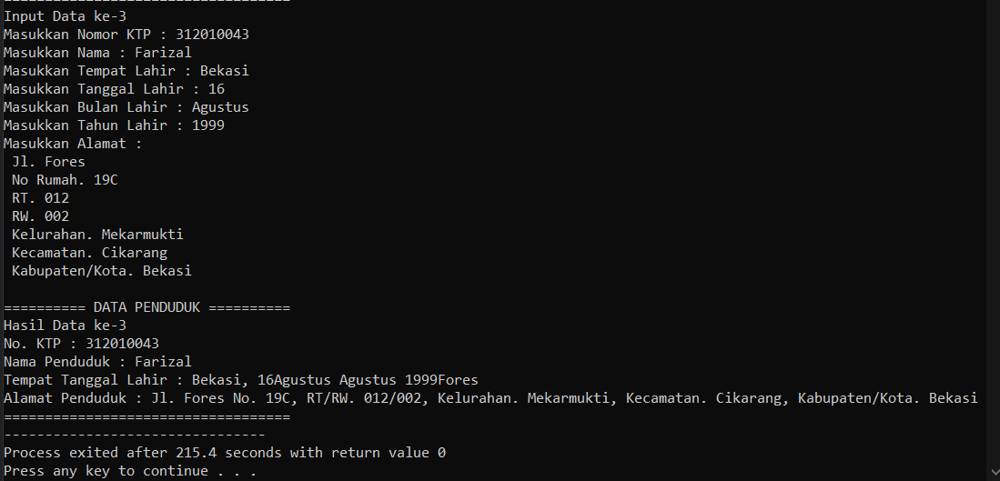 Input Data ke-3
Masukkan Nomor KTP : 312010043
Masukkan Nama : Farizal
Masukkan Tempat Lahir : Bekasi
Masukkan Tanggal Lahir : 16
Masukkan Bulan Lahir : Agustus
Masukkan Tahun Lahir : 1999
Masukkan Alamat :
Jl. Fores
No Rumah. 19C
RT. 012
RW. 002
Kelurahan. Mekarmukti
Kecamatan. Cikarang
Kabupaten/Kota. Bekasi
========== DATA PENDUDUK ==========
Hasil Data ke-3
No. KTP : 312010043
Nama Penduduk : Farizal
Tempat Tanggal Lahir : Bekasi, 16Agustus Agustus 1999Fores
Alamat Penduduk : Jl. Fores No. 19C, RT/RW. 012/002, Kelurahan. Mekarmukti, Kecamatan. Cikarang, Kabupaten/Kota. Bekasi
===================================
--------------------------------
Process exited after 215.4 seconds with return value 0
Press any key to continue . . .